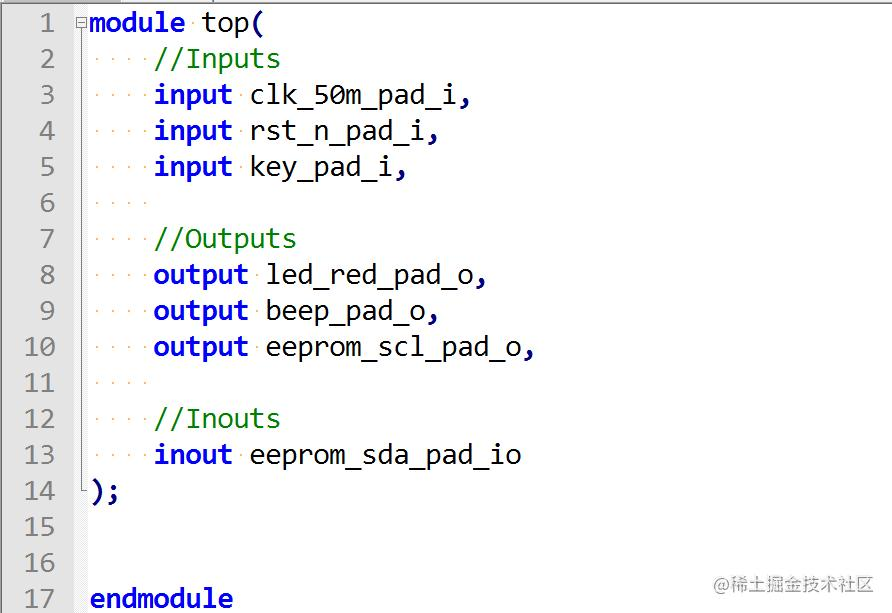 1 module top(
2 //Inputs
3 input clk_50m_pad_i,
4 input rst_n_pad_i,
5 input key_pad_i,
6
7 //Outputs
8 output led_red_pad_o,
9 output beep_pad_o,
10 output eeprom_scl_pad_o,
11
12 //Inouts
13 inout eeprom_sda_pad_io
14 );
15
16
17 endmodule
@稀土掘金技术社区